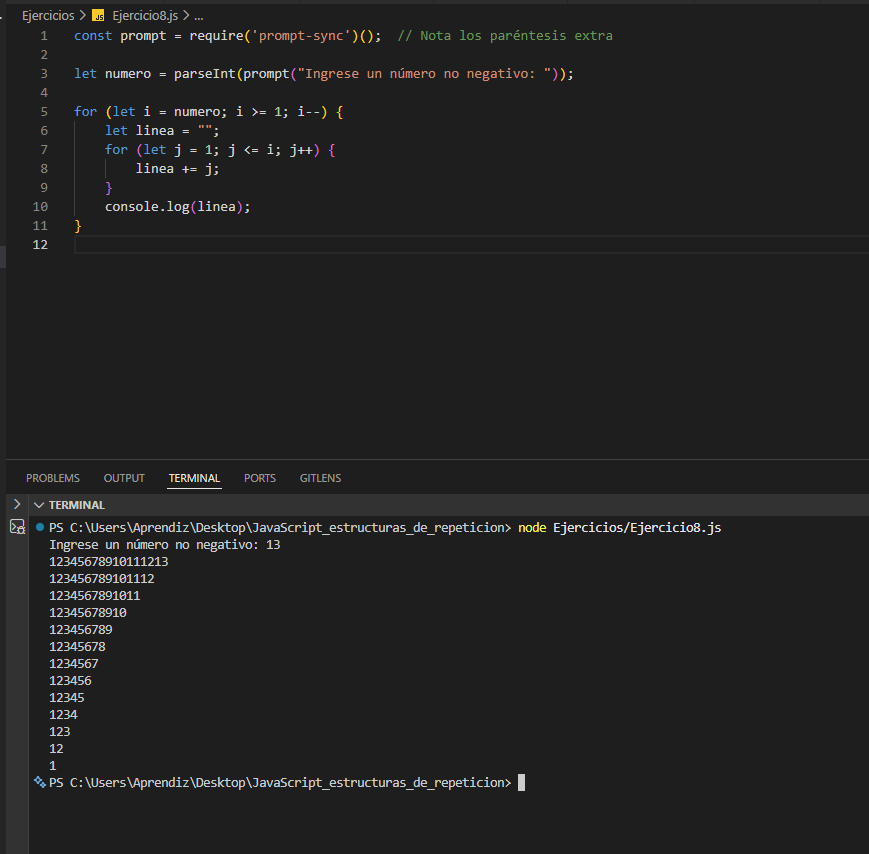 Ejercicios > JS Ejercicio8.js > ...
1 const prompt = require('prompt-sync')();  // Nota los paréntesis extra
2
3 let numero = parseInt(prompt("Ingrese un número no negativo: "));
4
5 for (let i = numero; i >= 1; i--) {
6     let linea = "";
7     for (let j = 1; j <= i; j++) {
8         linea += j;
9     }
10     console.log(linea);
11 }
12
PROBLEMS OUTPUT TERMINAL PORTS GITLENS
TERMINAL
PS C:\Users\Aprendiz\Desktop\JavaScript_estructuras_de_repeticion> node Ejercicios/Ejercicio8.js
Ingrese un número no negativo: 13
12345678910111213
123456789101112
1234567891011
12345678910
123456789
12345678
1234567
123456
12345
1234
123
12
1
PS C:\Users\Aprendiz\Desktop\JavaScript_estructuras_de_repeticion>